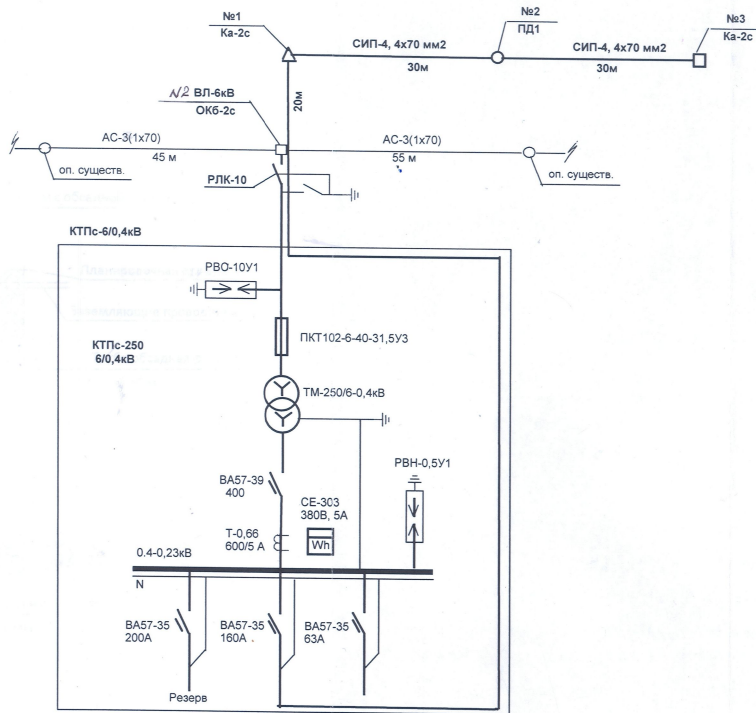 №1
Ка-2с
№2
ПД1
№3
Ка-2с
СИП-4, 4х70 мм2
30м
СИП-4, 4х70 мм2
30м
20м
N2 ВЛ-6кВ
ОКб-2с
АС-3(1х70)
45 м
АС-3(1х70)
55 м
оп. существ.
оп. существ.
РЛК-10
КТПс-6/0,4кВ
РВО-10У1
КТПс-250
6/0,4кВ
ПКТ102-6-40-31,5У3
ТМ-250/6-0,4кВ
РВН-0,5У1
ВА57-39
400
СЕ-303
380В, 5А
Т-0,66
600/5 А
Wh
0.4-0,23кВ
N
ВА57-35
200А
ВА57-35
160А
ВА57-35
63А
Резерв